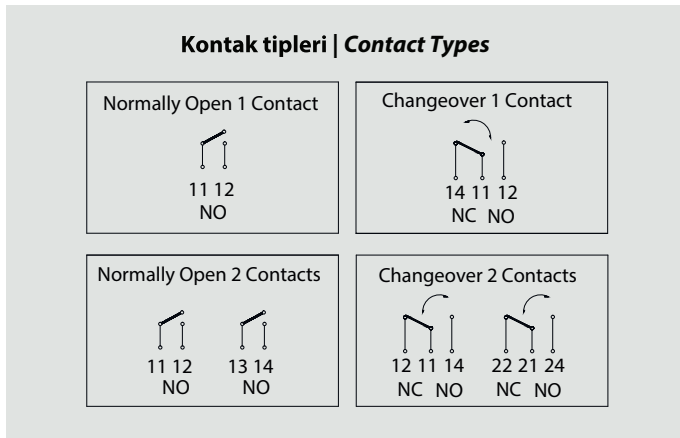 Kontak tipleri | Contact Types
Normally Open 1 Contact
11 12
NO
Changeover 1 Contact
14 11 12
NC NO
Normally Open 2 Contacts
11 12 13 14
NO NO
Changeover 2 Contacts
12 11 14 22 21 24
NC NO NC NO